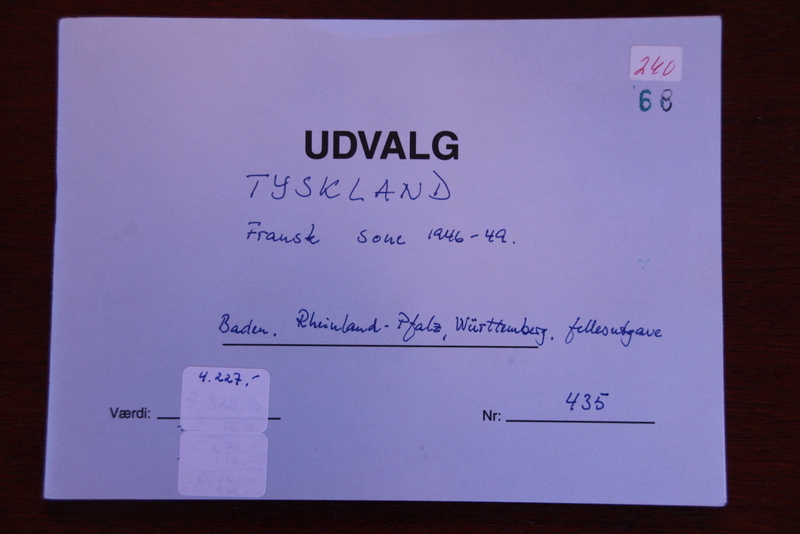 240
68
UDVALG
TYSKLAND
Fransk sone 1946-49.
Baden, Rheinland-Pfalz, Württemberg, fellesutgave
4.227,-
Værdi:
Nr: 435